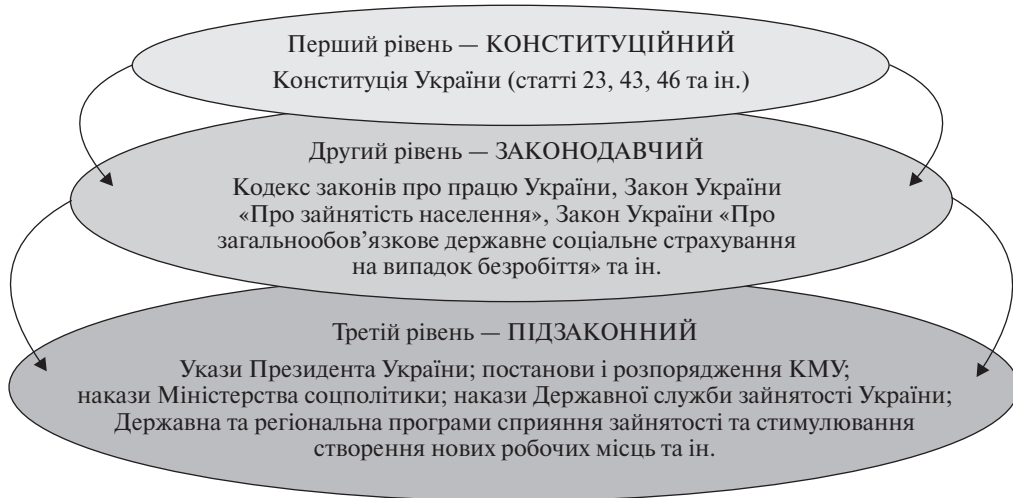 Перший рівень — КОНСТИТУЦІЙНИЙ
Конституція України (статті 23, 43, 46 та ін.)
Другий рівень — ЗАКОНОДАВЧИЙ
Кодекс законів про працю України, Закон України
«Про зайнятість населення», Закон України «Про
загальнообов’язкове державне соціальне страхування
на випадок безробіття» та ін.
Третій рівень — ПІДЗАКОННИЙ
Укази Президента України; постанови і розпорядження КМУ;
накази Міністерства соцполітики; накази Державної служби зайнятості України;
Державна та регіональна програми сприяння зайнятості та стимулювання
створення нових робочих місць та ін.